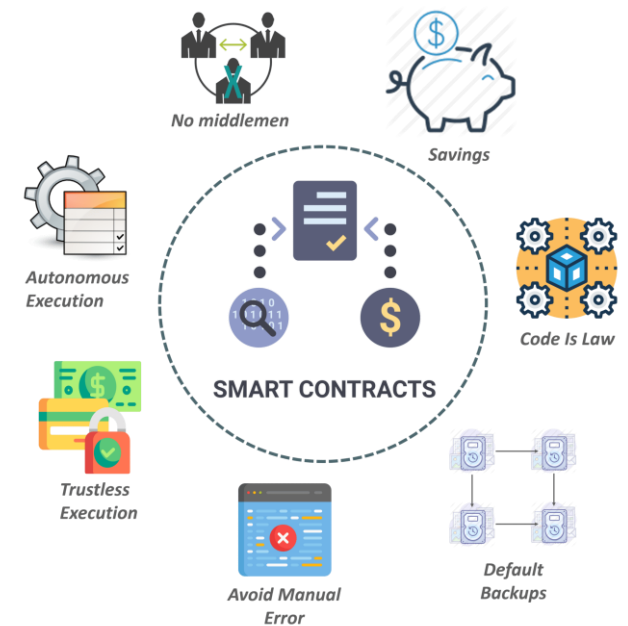 No middlemen
Savings
Autonomous
Execution
SMART CONTRACTS
Code Is Law
Trustless
Execution
Avoid Manual
Error
Default
Backups